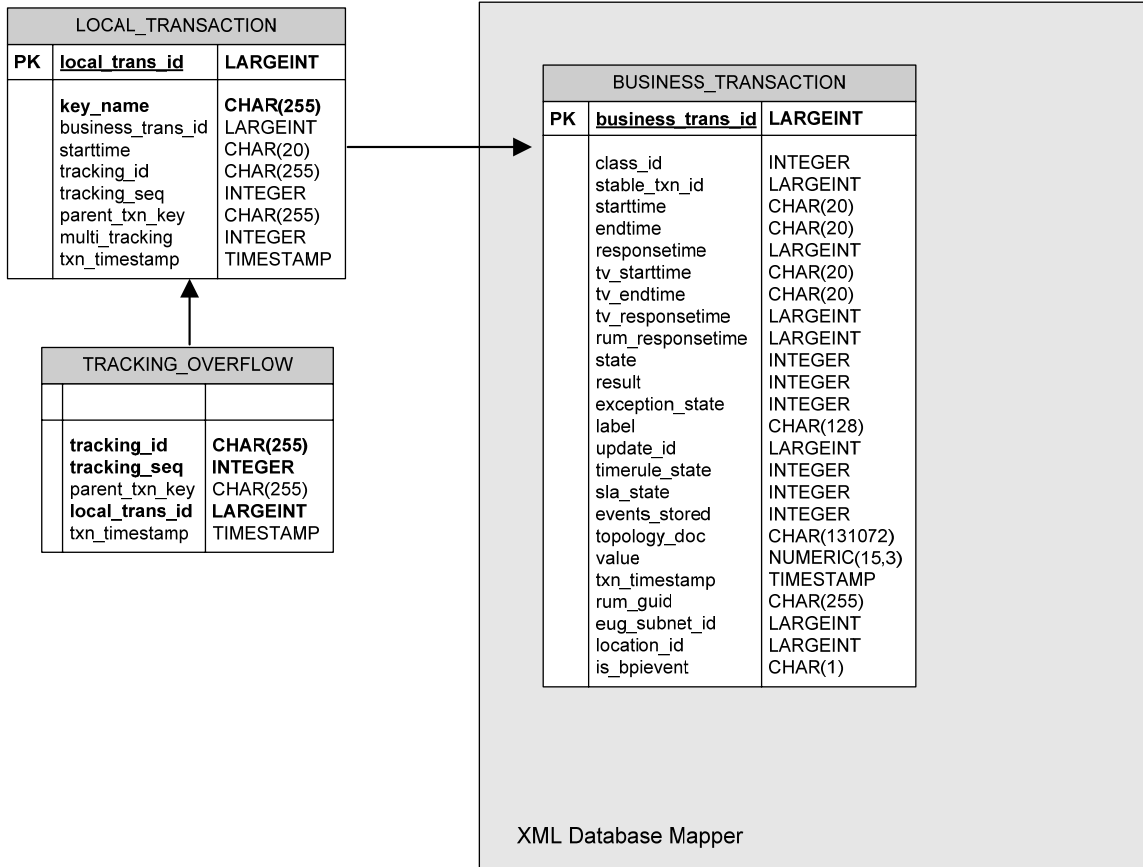 LOCAL_TRANSACTION
PK local_trans_id LARGEINT
key_name CHAR(255)
business_trans_id LARGEINT
starttime CHAR(20)
tracking_id CHAR(255)
tracking_seq INTEGER
parent_txn_key CHAR(255)
multi_tracking INTEGER
txn_timestamp TIMESTAMP
TRACKING_OVERFLOW
tracking_id CHAR(255)
tracking_seq INTEGER
parent_txn_key CHAR(255)
local_trans_id LARGEINT
txn_timestamp TIMESTAMP
BUSINESS_TRANSACTION
PK business_trans_id LARGEINT
class_id INTEGER
stable_txn_id LARGEINT
starttime CHAR(20)
endtime CHAR(20)
responsetime LARGEINT
tv_starttime CHAR(20)
tv_endtime CHAR(20)
tv_responsetime LARGEINT
rum_responsetime LARGEINT
state INTEGER
result INTEGER
exception_state INTEGER
label CHAR(128)
update_id LARGEINT
timerule_state INTEGER
sla_state INTEGER
events_stored INTEGER
topology_doc CHAR(131072)
value NUMERIC(15,3)
txn_timestamp TIMESTAMP
rum_guid CHAR(255)
eug_subnet_id LARGEINT
location_id LARGEINT
is_bpievent CHAR(1)
XML Database Mapper